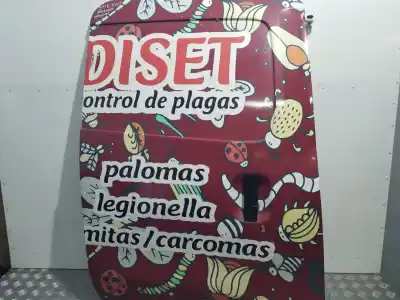 DISET
ontrol de plagas
palomas
legionella
mitas/carcomas